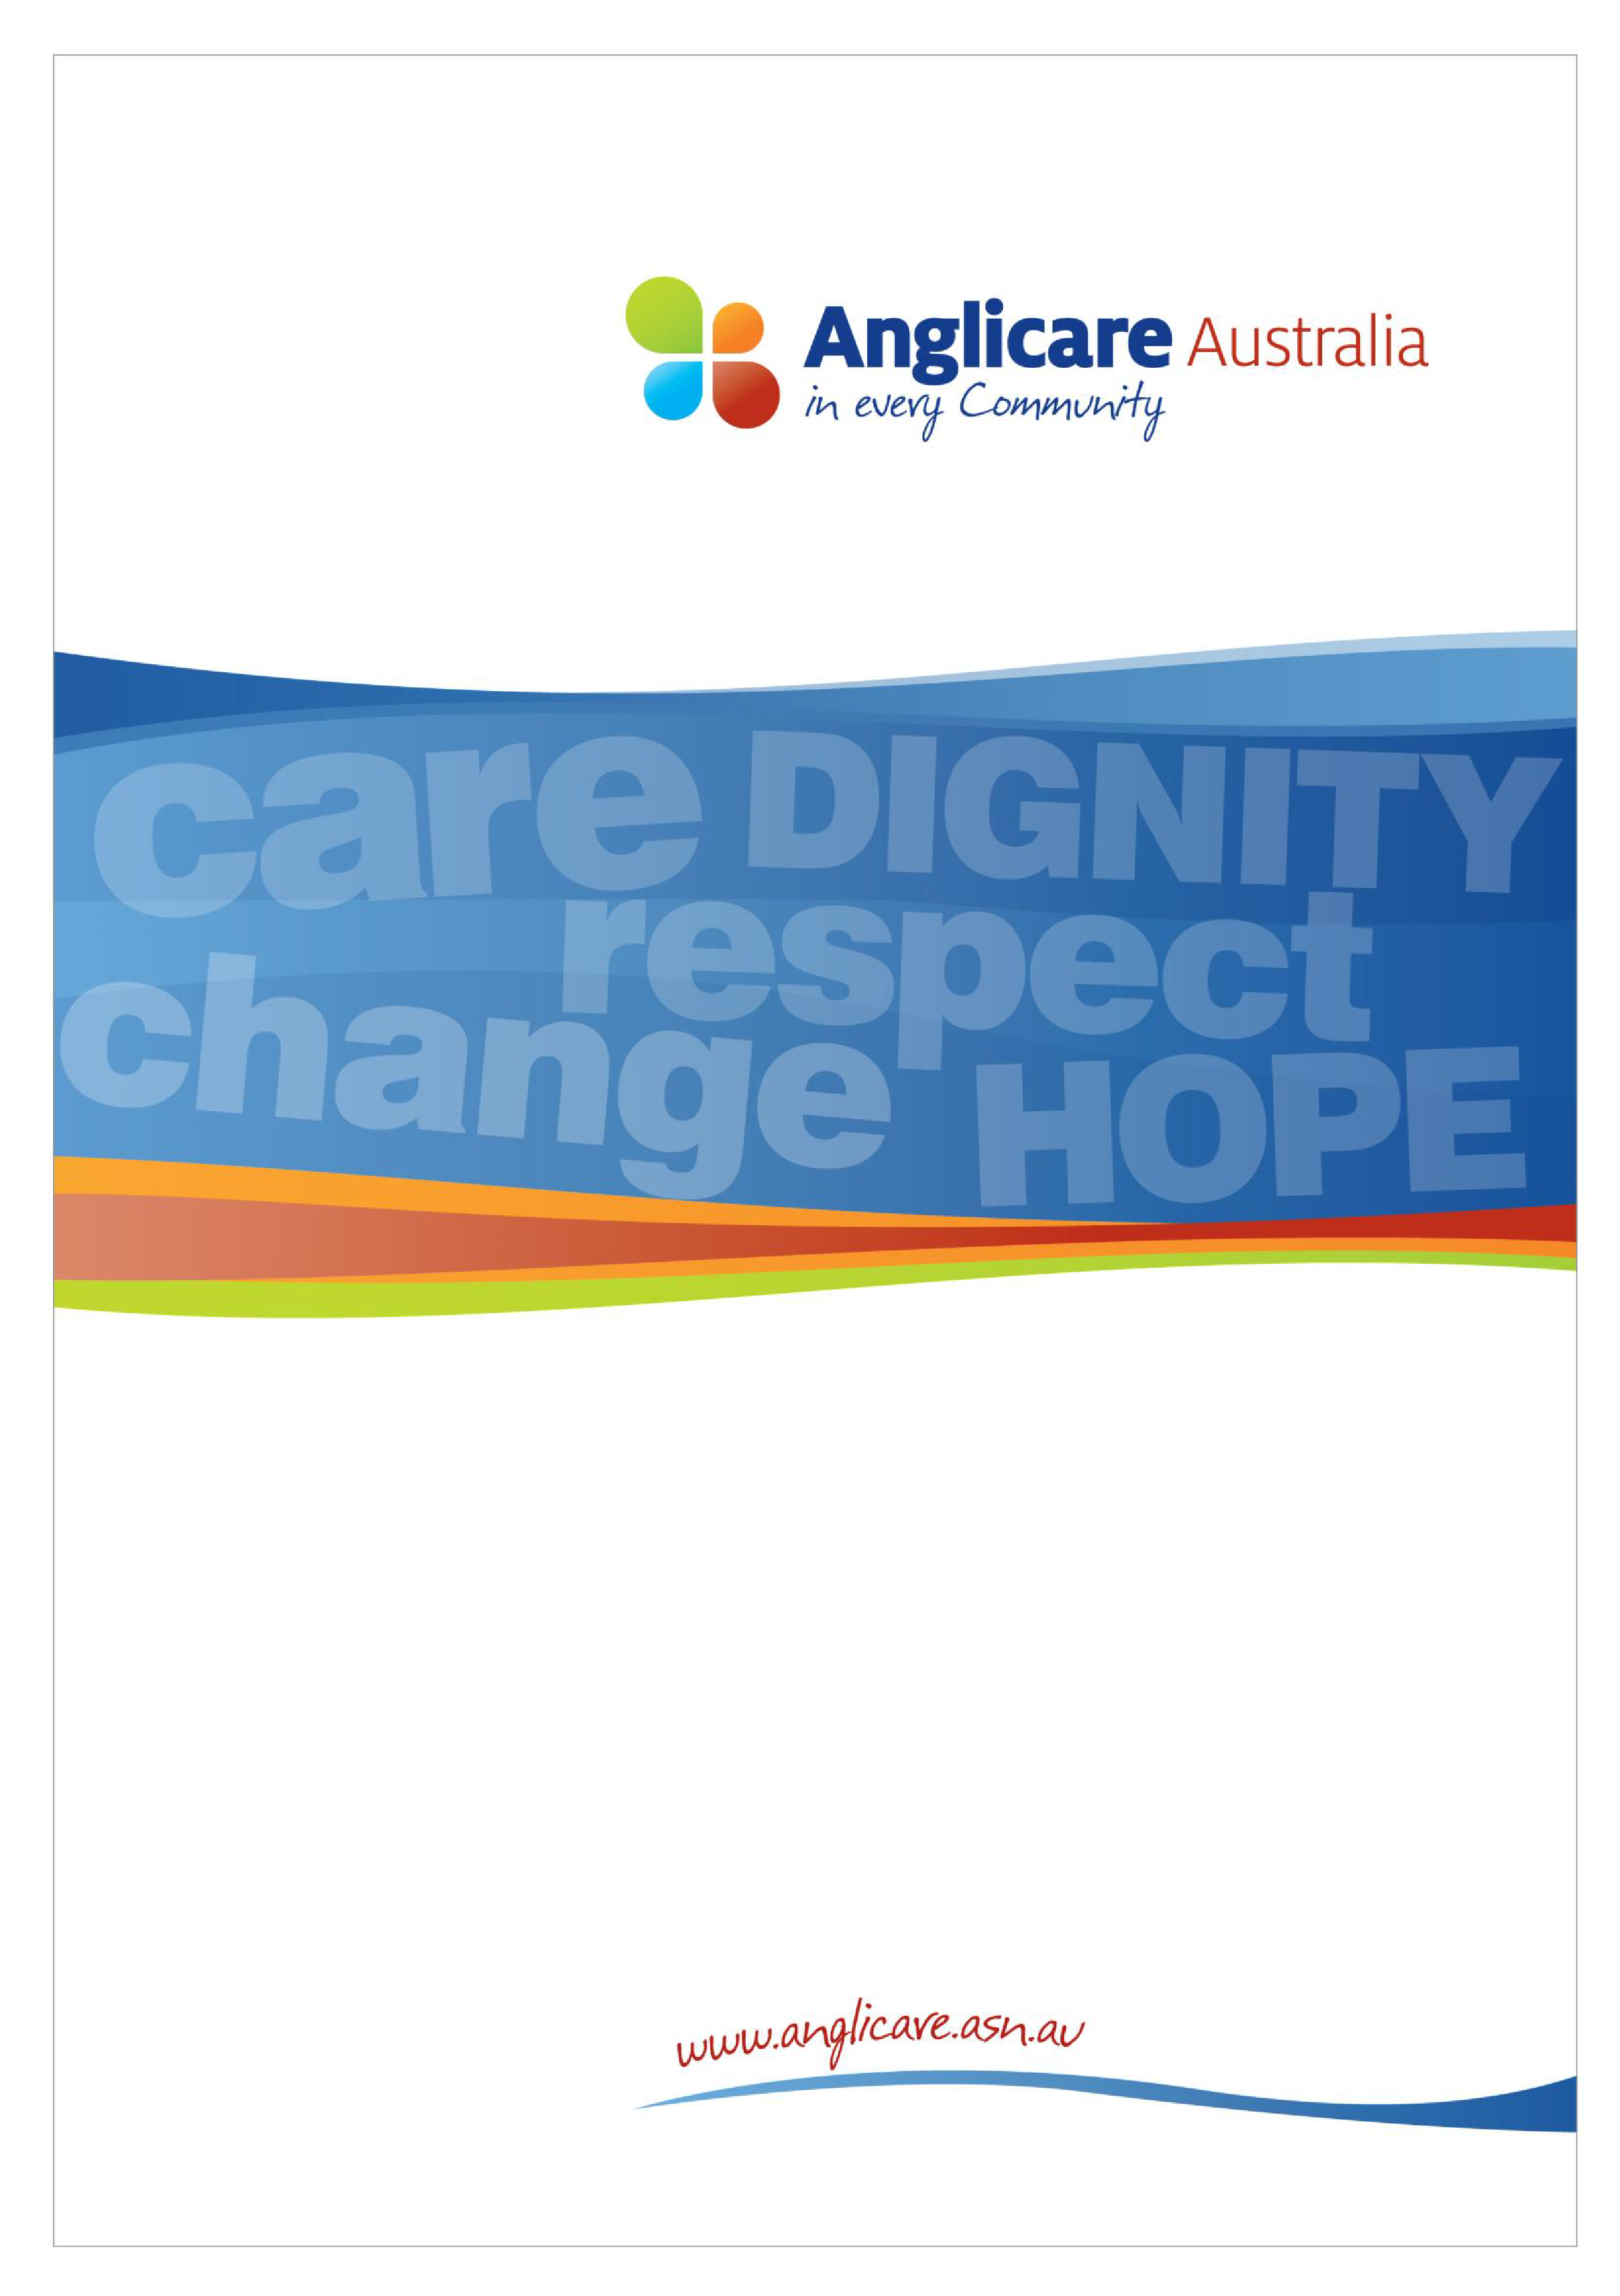 Anglicare Australia
in every Community
care DIGNITY
respect
change HOPE
www.anglicare.asn.au